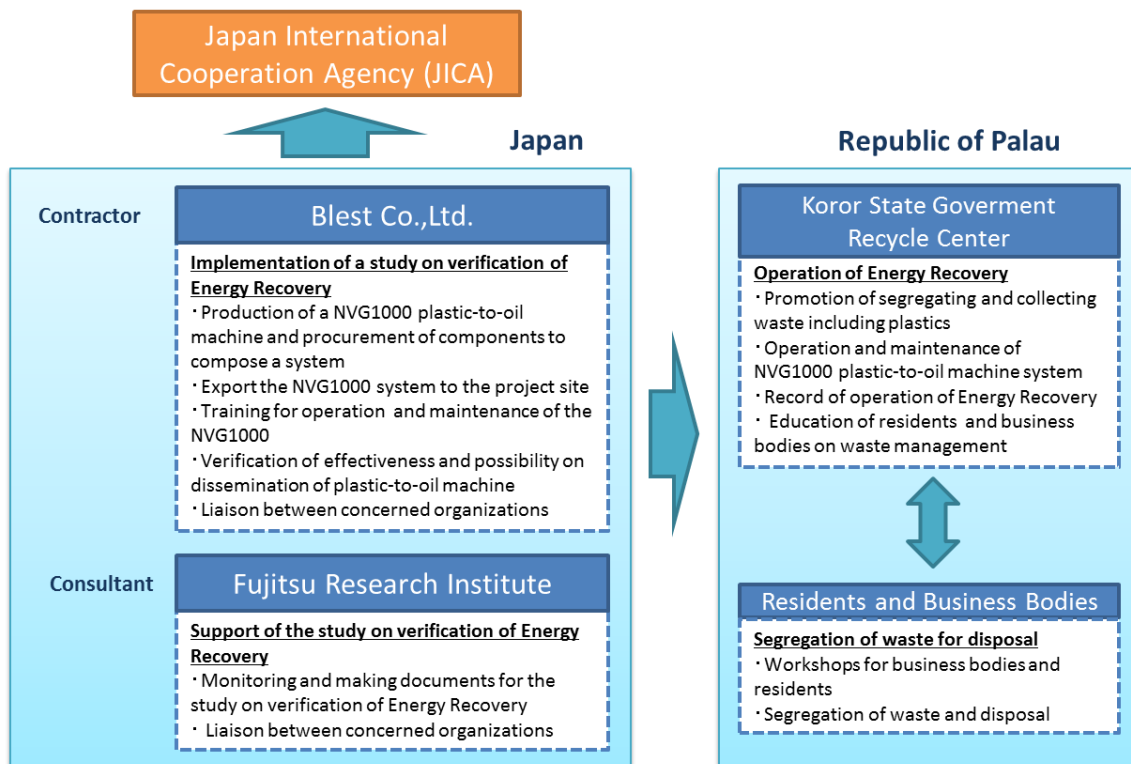 Japan International
Cooperation Agency (JICA)
Japan
Contractor
Blest Co.,Ltd.
Implementation of a study on verification of
Energy Recovery
・Production of a NVG1000 plastic-to-oil
machine and procurement of components to
compose a system
・Export the NVG1000 system to the project site
・Training for operation and maintenance of the
NVG1000
・Verification of effectiveness and possibility on
dissemination of plastic-to-oil machine
・Liaison between concerned organizations
Consultant
Fujitsu Research Institute
Support of the study on verification of Energy
Recovery
・Monitoring and making documents for the
study on verification of Energy Recovery
・Liaison between concerned organizations
Republic of Palau
Koror State Goverment
Recycle Center
Operation of Energy Recovery
・Promotion of segregating and collecting
waste including plastics
・Operation and maintenance of
NVG1000 plastic-to-oil machine system
・Record of operation of Energy Recovery
・Education of residents and business
bodies on waste management
Residents and Business Bodies
Segregation of waste for disposal
・Workshops for business bodies and
residents
・Segregation of waste and disposal